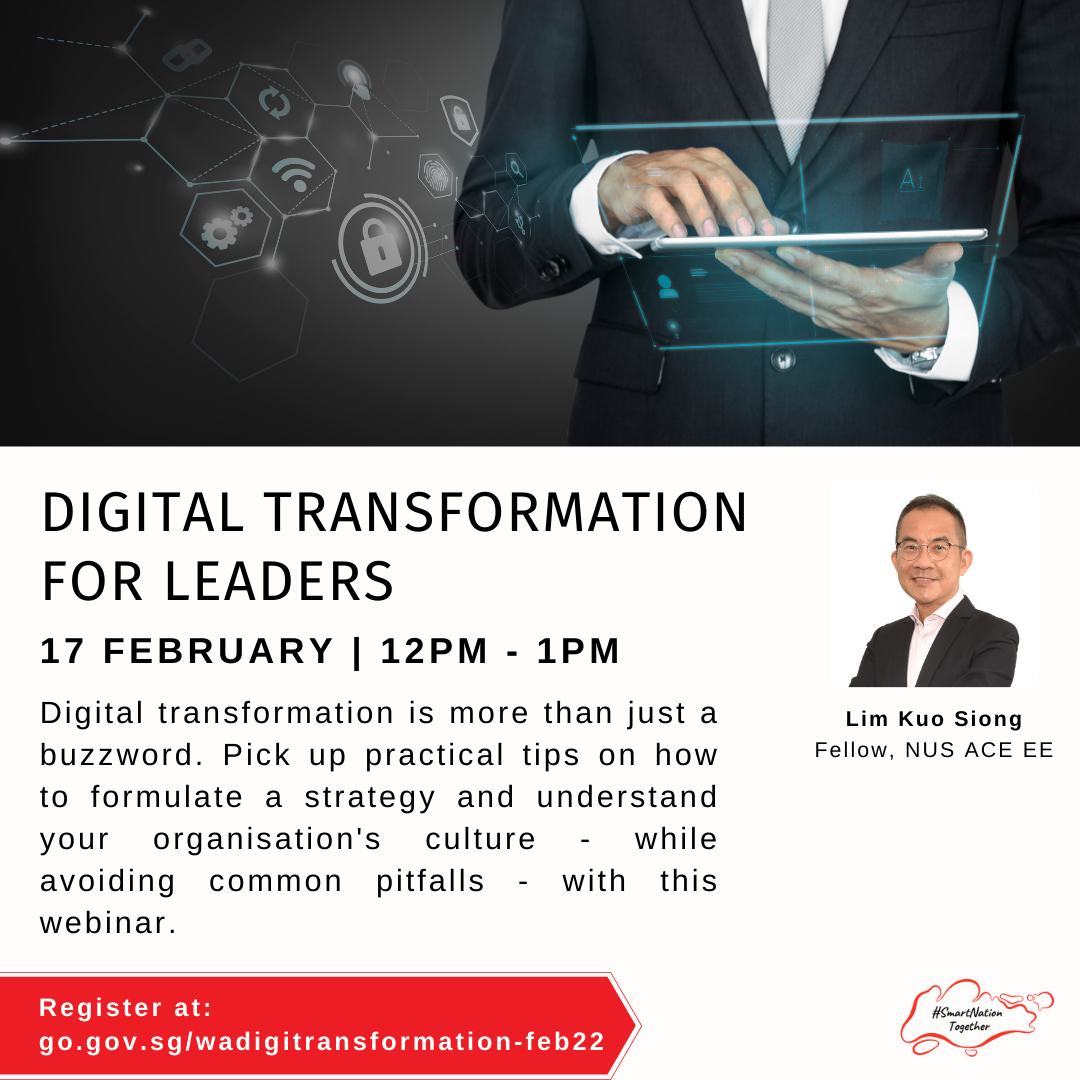 A1
DIGITAL TRANSFORMATION
FOR LEADERS
17 FEBRUARY | 12PM - 1PM
Digital transformation is more than just a
buzzword. Pick up practical tips on how
to formulate a strategy and understand
your organisation's culture - while
avoiding common pitfalls - with this
webinar.
Lim Kuo Siong
Fellow, NUS ACE EE
Register at:
go.gov.sg/wadigitransformation-feb22
#SmartNation
Together